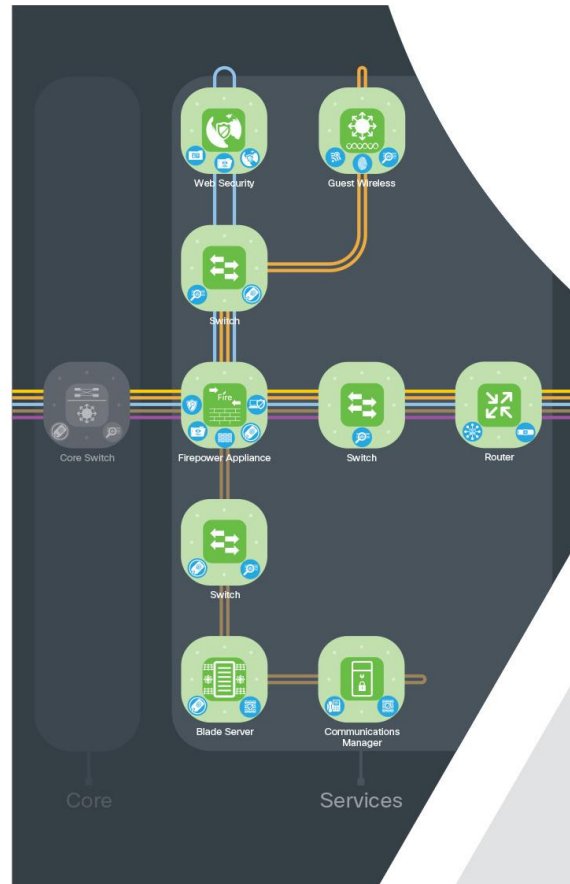 Web Security
Guest Wireless
Switch
Fire
Core Switch
Firepower Appliance
Switch
Router
Switch
Blade Server
Communications
Manager
Core
Services